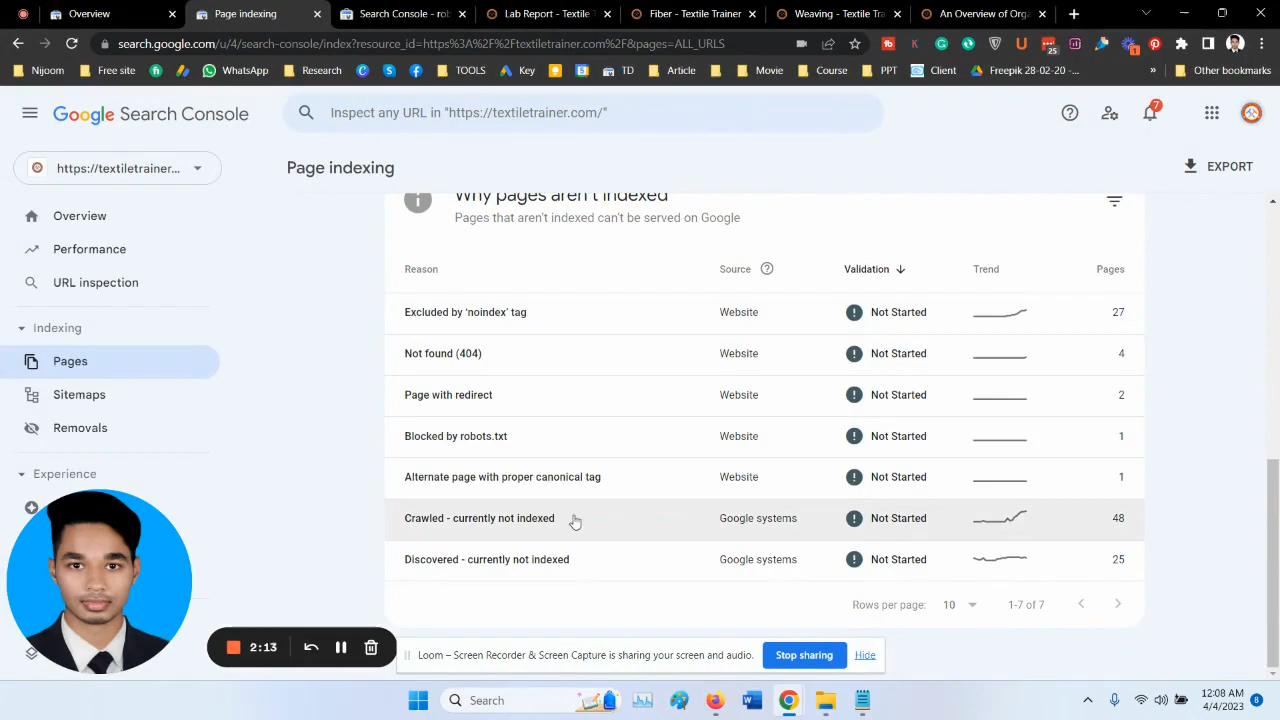 Overview
Page indexing
Search Console - rob
Lab Report - Textile T
Fiber - Textile Trainer
Weaving - Textile Tra
An Overview of Orga
search.google.com/u/4/search-console/index?resource_id=https%3A%2F%2Ftextiletrainer.com%2F&pages=ALL_URLS
25
1
Nijoom
Free site
WhatsApp
Research
TOOLS
Key
TD
Article
Movie
Course
PPT
Client
Freepik 28-02-20 -...
»
Other bookmarks
Google Search Console
Inspect any URL in "https://textiletrainer.com/"
7
https://textiletrainer...
Page indexing
EXPORT
Overview
Performance
URL inspection
Indexing
Pages
Sitemaps
Removals
Experience
Why pages aren't indexed
Pages that aren't indexed can't be served on Google
Reason Source Validation Trend Pages
Excluded by 'noindex' tag Website Not Started 27
Not found (404) Website Not Started 4
Page with redirect Website Not Started 2
Blocked by robots.txt Website Not Started 1
Alternate page with proper canonical tag Website Not Started 1
Crawled - currently not indexed Google systems Not Started 48
Discovered - currently not indexed Google systems Not Started 25
Rows per page: 10 1-7 of 7
2:13
Loom – Screen Recorder & Screen Capture is sharing your screen and audio.
Stop sharing
Hide
Search
12:08 AM
4/4/2023
8